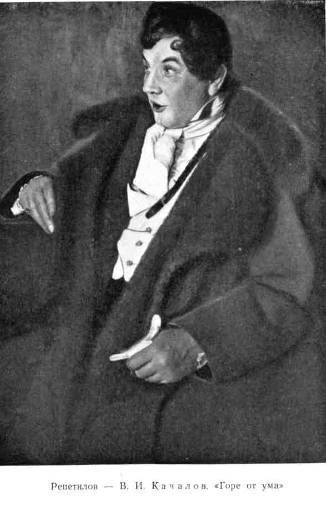 Репетилов — В. И. Качалов. «Горе от ума»